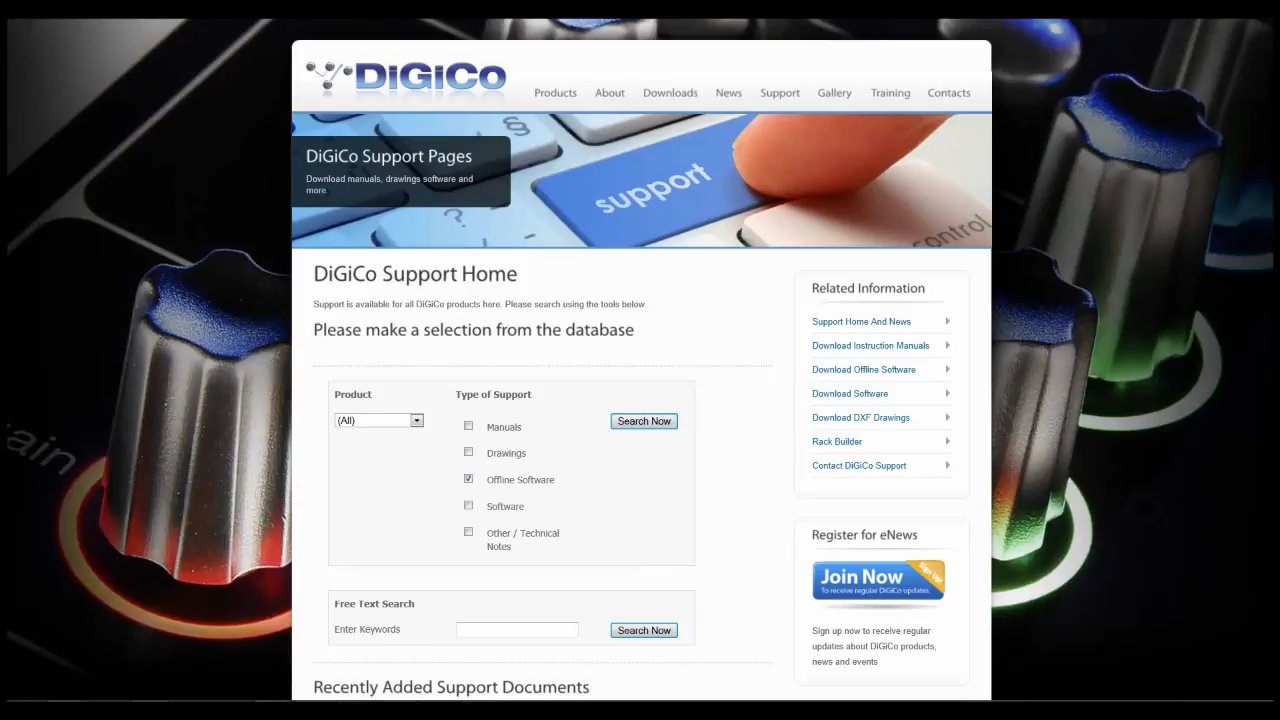 DiGiCo
Products About Downloads News Support Gallery Training Contacts
DiGiCo Support Pages
Download manuals, drawings software and
more
support
control
§
?
DiGiCo Support Home
Support is available for all DiGiCo products here. Please search using the tools below.
Please make a selection from the database
Product
Type of Support
(All)
Search Now
Manuals
Drawings
Offline Software
Software
Other / Technical
Notes
Free Text Search
Enter Keywords
Search Now
Recently Added Support Documents
Related Information
Support Home And News
Download Instruction Manuals
Download Offline Software
Download Software
Download DXF Drawings
Rack Builder
Contact DiGiCo Support
Register for eNews
Join Now
Sign Up!
To receive regular DiGiCo updates.
Sign up now to receive regular
updates about DiGiCo products,
news and events
ain